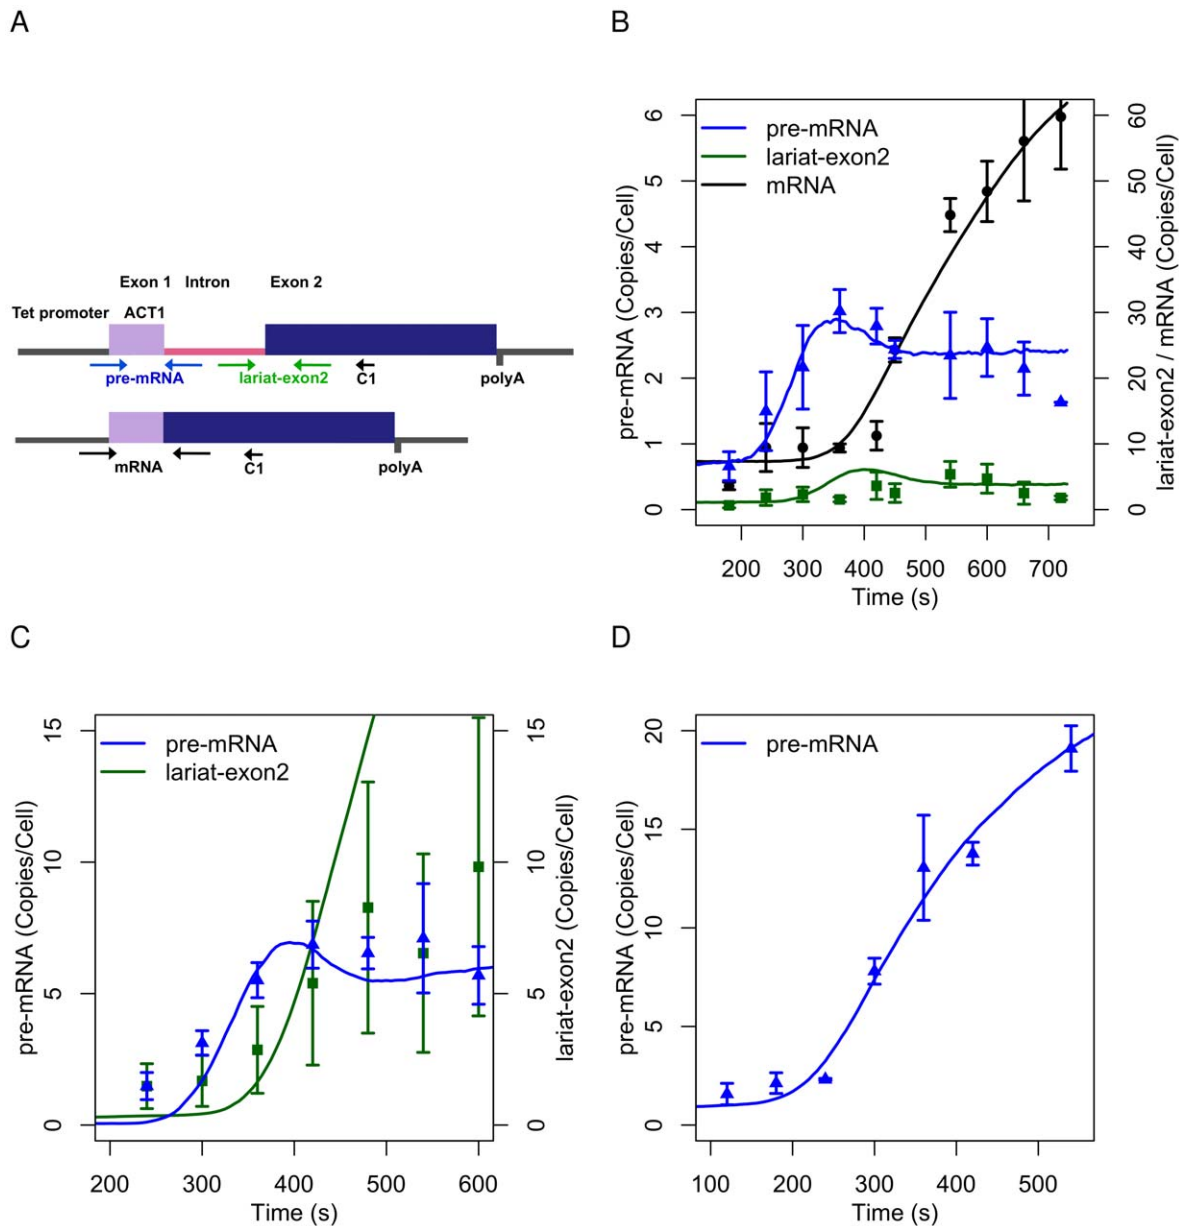 A
Exon 1 Intron Exon 2
Tet promoter ACT1
pre-mRNA lariat-exon2 C1
polyA
mRNA C1 polyA
B
pre-mRNA
lariat-exon2
mRNA
pre-mRNA (Copies/Cell)
0 1 2 3 4 5 6
lariat-exon2 / mRNA (Copies/Cell)
0 10 20 30 40 50 60
200 300 400 500 600 700
Time (s)
C
pre-mRNA
lariat-exon2
pre-mRNA (Copies/Cell)
0 5 10 15
lariat-exon2 (Copies/Cell)
0 5 10 15
200 300 400 500 600
Time (s)
D
pre-mRNA
pre-mRNA (Copies/Cell)
0 5 10 15 20
100 200 300 400 500
Time (s)